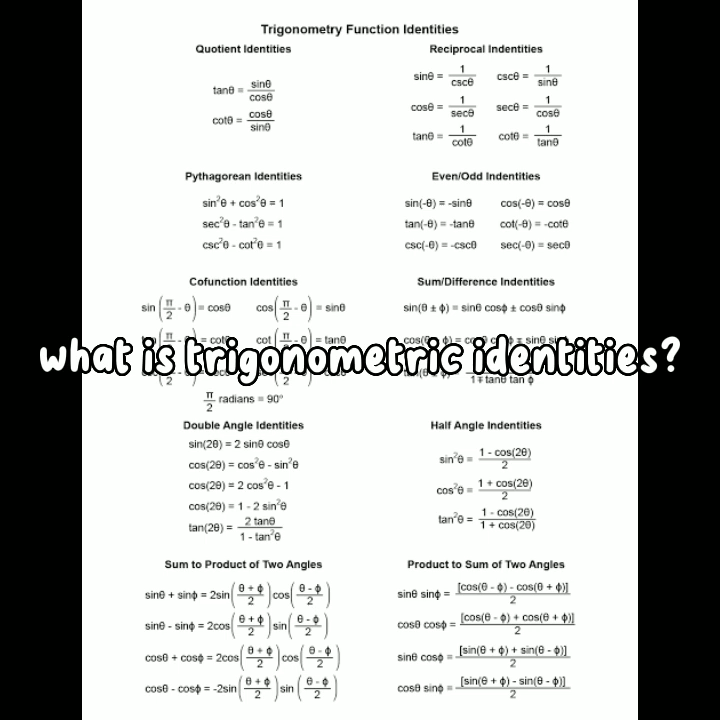 Trigonometry Function Identities
Quotient Identities
tanθ = sinθ/cosθ
cotθ = cosθ/sinθ
Reciprocal Indentities
sinθ = 1/cscθ cscθ = 1/sinθ
cosθ = 1/secθ secθ = 1/cosθ
tanθ = 1/cotθ cotθ = 1/tanθ
Pythagorean Identities
sin²θ + cos²θ = 1
sec²θ - tan²θ = 1
csc²θ - cot²θ = 1
Even/Odd Indentities
sin(-θ) = -sinθ cos(-θ) = cosθ
tan(-θ) = -tanθ cot(-θ) = -cotθ
csc(-θ) = -cscθ sec(-θ) = secθ
Cofunction Identities
sin(π/2 - θ) = cosθ cos(π/2 - θ) = sinθ
(π/2 - θ) = cotθ cot(π/2 - θ) = tanθ
π/2 radians = 90°
Sum/Difference Indentities
sin(θ ± ϕ) = sinθ cosϕ ± cosθ sinϕ
1 ∓ tanθ tan ϕ
what is trigonometric identities?
Double Angle Identities
sin(2θ) = 2 sinθ cosθ
cos(2θ) = cos²θ - sin²θ
cos(2θ) = 2 cos²θ - 1
cos(2θ) = 1 - 2 sin²θ
tan(2θ) = 2 tanθ/1 - tan²θ
Half Angle Indentities
sin²θ = 1 - cos(2θ)/2
cos²θ = 1 + cos(2θ)/2
tan²θ = 1 - cos(2θ)/1 + cos(2θ)
Sum to Product of Two Angles
sinθ + sinϕ = 2sin(θ + ϕ/2)cos(θ - ϕ/2)
sinθ - sinϕ = 2cos(θ + ϕ/2)sin(θ - ϕ/2)
cosθ + cosϕ = 2cos(θ + ϕ/2)cos(θ - ϕ/2)
cosθ - cosϕ = -2sin(θ + ϕ/2)sin(θ - ϕ/2)
Product to Sum of Two Angles
sinθ sinϕ = [cos(θ - ϕ) - cos(θ + ϕ)]/2
cosθ cosϕ = [cos(θ - ϕ) + cos(θ + ϕ)]/2
sinθ cosϕ = [sin(θ + ϕ) + sin(θ - ϕ)]/2
cosθ sinϕ = [sin(θ + ϕ) - sin(θ - ϕ)]/2